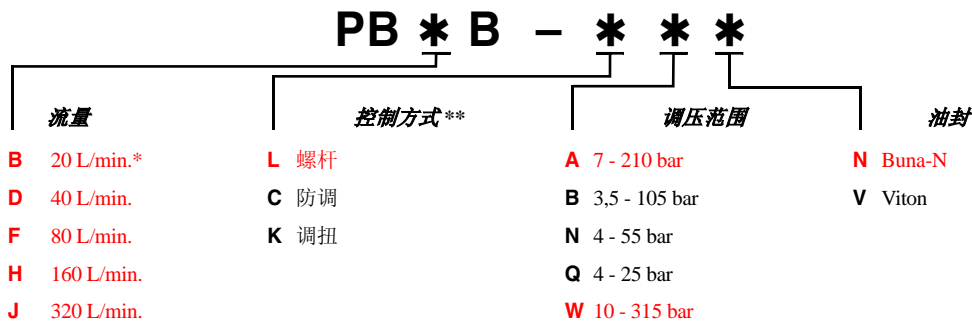 PB ✱ B – ✱ ✱ ✱
流量 控制方式 ** 调压范围 油封
B 20 L/min.* L 螺杆 A 7 - 210 bar N Buna-N
D 40 L/min. C 防调 B 3,5 - 105 bar V Viton
F 80 L/min. K 调扭 N 4 - 55 bar
H 160 L/min. Q 4 - 25 bar
J 320 L/min. W 10 - 315 bar